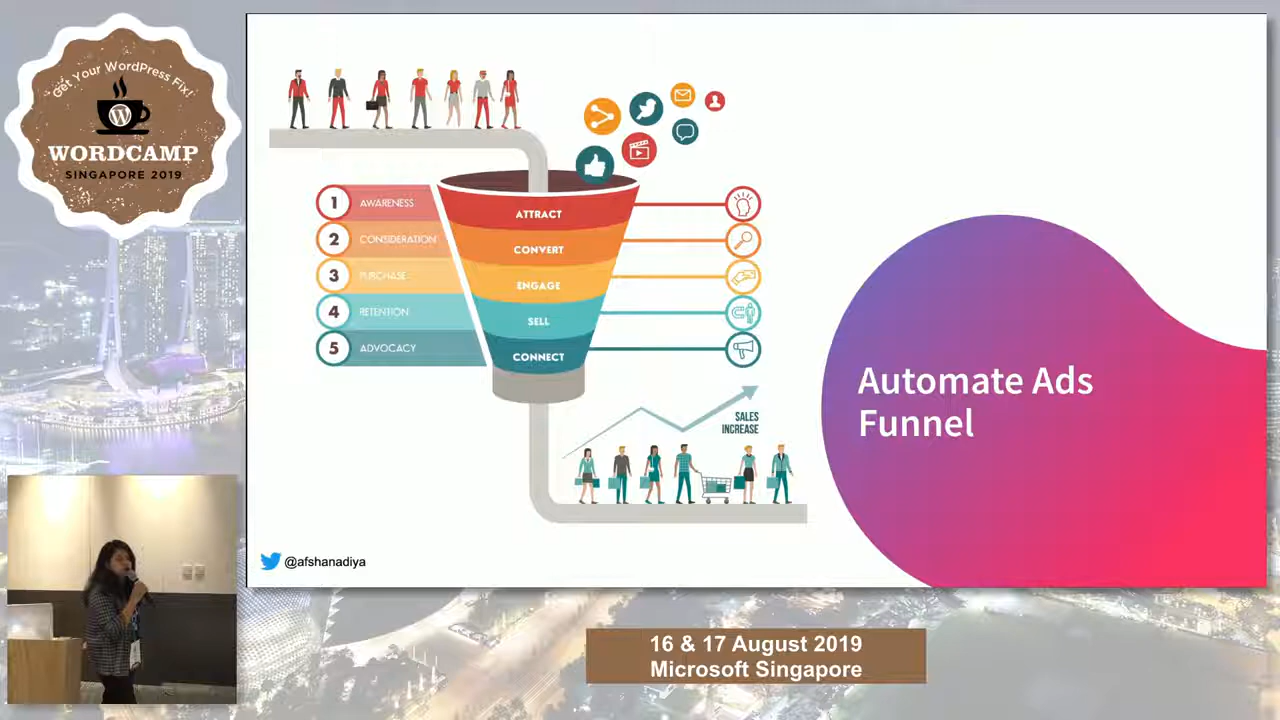 Get Your WordPress Fix!
WORDCAMP
SINGAPORE 2019
1 AWARENESS
2 CONSIDERATION
3 PURCHASE
4 RETENTION
5 ADVOCACY
ATTRACT
CONVERT
ENGAGE
SELL
CONNECT
SALES
INCREASE
Automate Ads
Funnel
@afshanadiya
16 & 17 August 2019
Microsoft Singapore